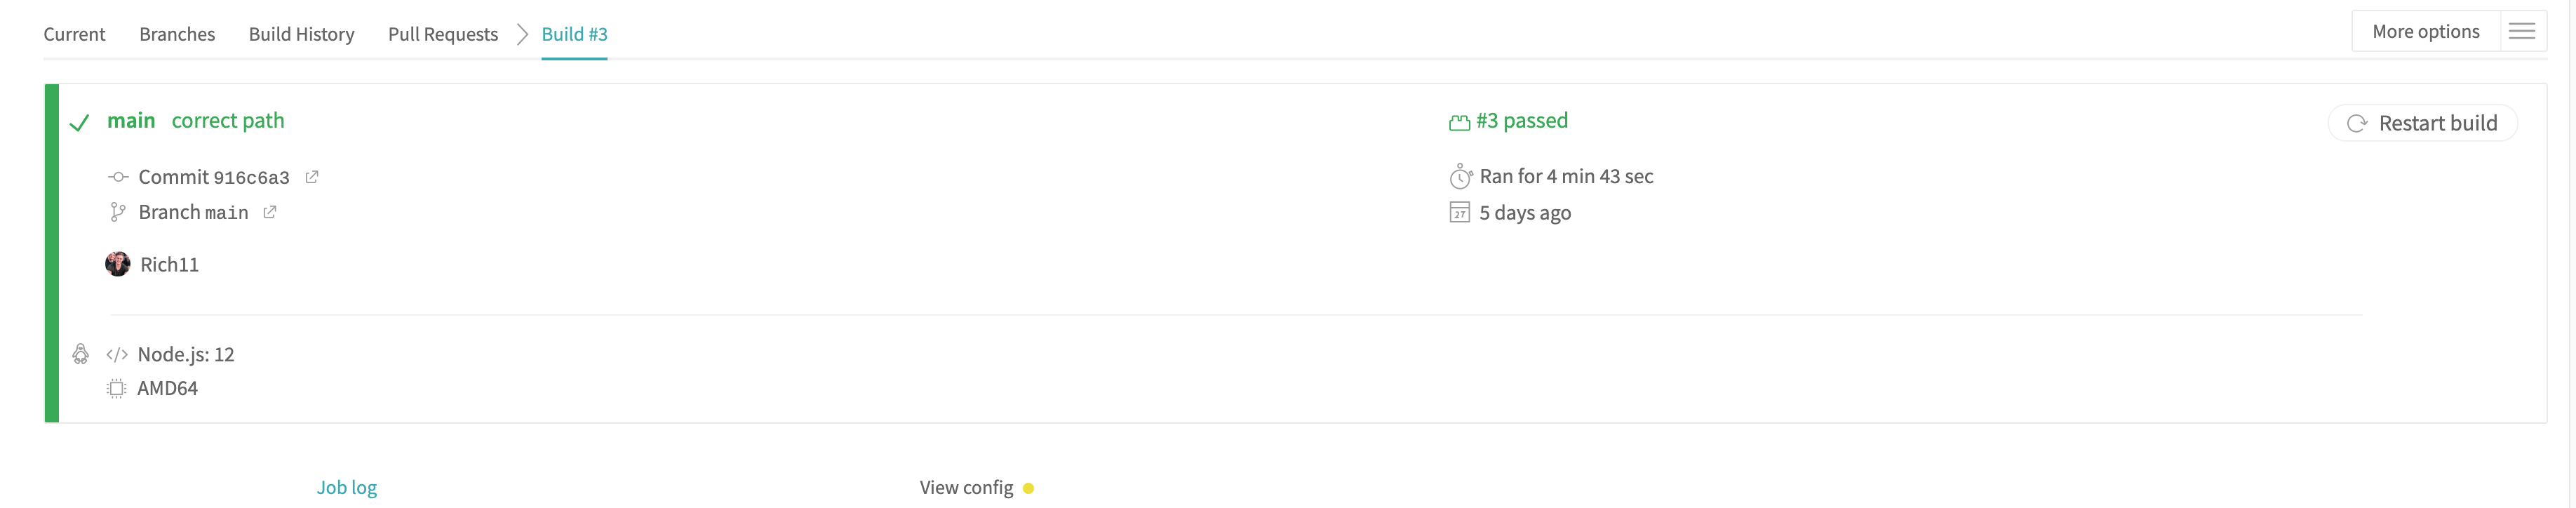 Current Branches Build History Pull Requests Build #3 More options
main correct path
#3 passed
Restart build
Commit 916c6a3
Branch main
Ran for 4 min 43 sec
27
5 days ago
Rich11
Node.js: 12
AMD64
Job log
View config